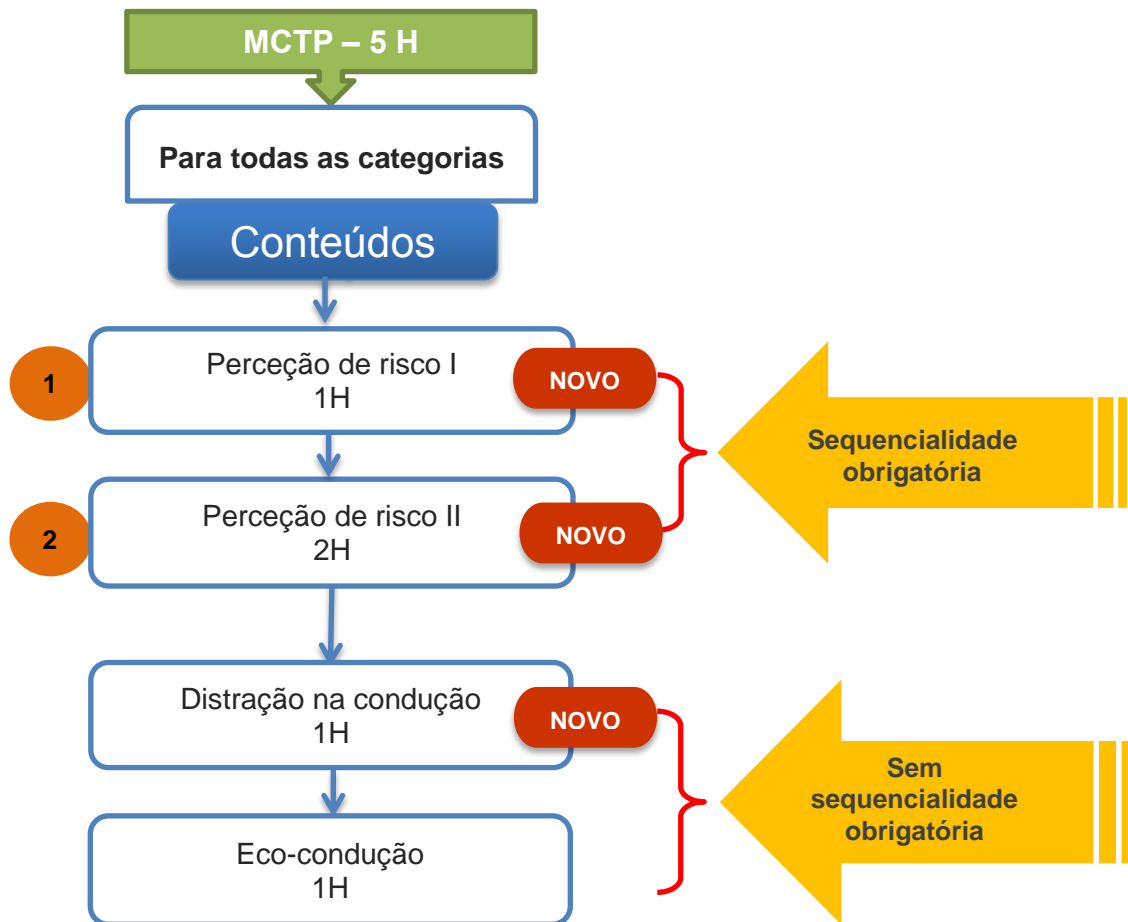 MCTP – 5 H
Para todas as categorias
Conteúdos
1
Perceção de risco I
1H
NOVO
Sequencialidade
obrigatória
2
Perceção de risco II
2H
NOVO
Distração na condução
1H
NOVO
Sem
sequencialidade
obrigatória
Eco-condução
1H